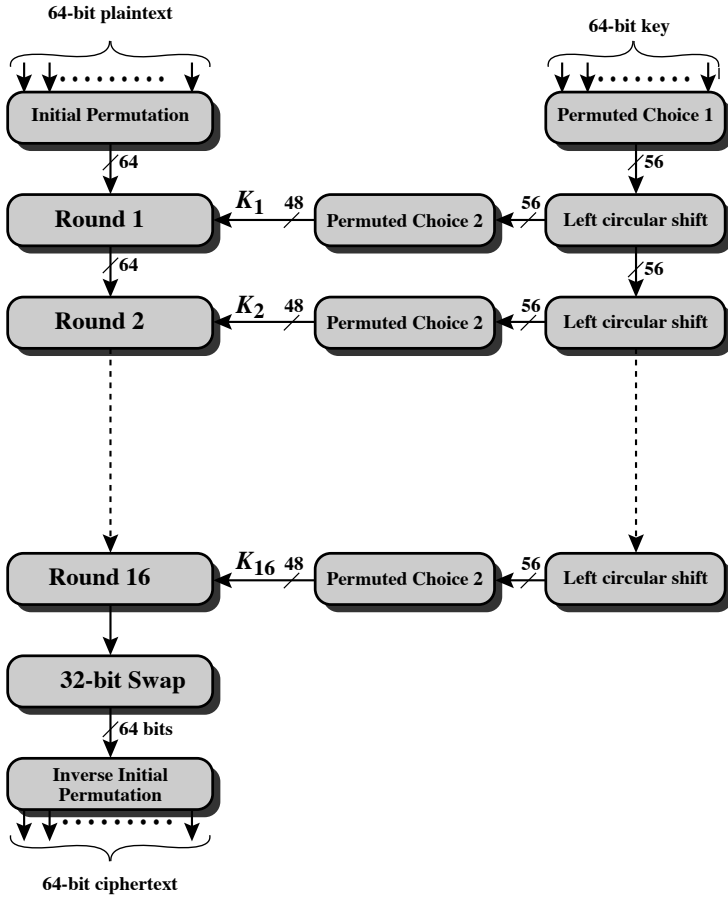 64-bit plaintext
64-bit key
Initial Permutation
Permuted Choice 1
64
56
Round 1
K1
48
Permuted Choice 2
56
Left circular shift
64
56
Round 2
K2
48
Permuted Choice 2
56
Left circular shift
Round 16
K16
48
Permuted Choice 2
56
Left circular shift
32-bit Swap
64 bits
Inverse Initial
Permutation
64-bit ciphertext